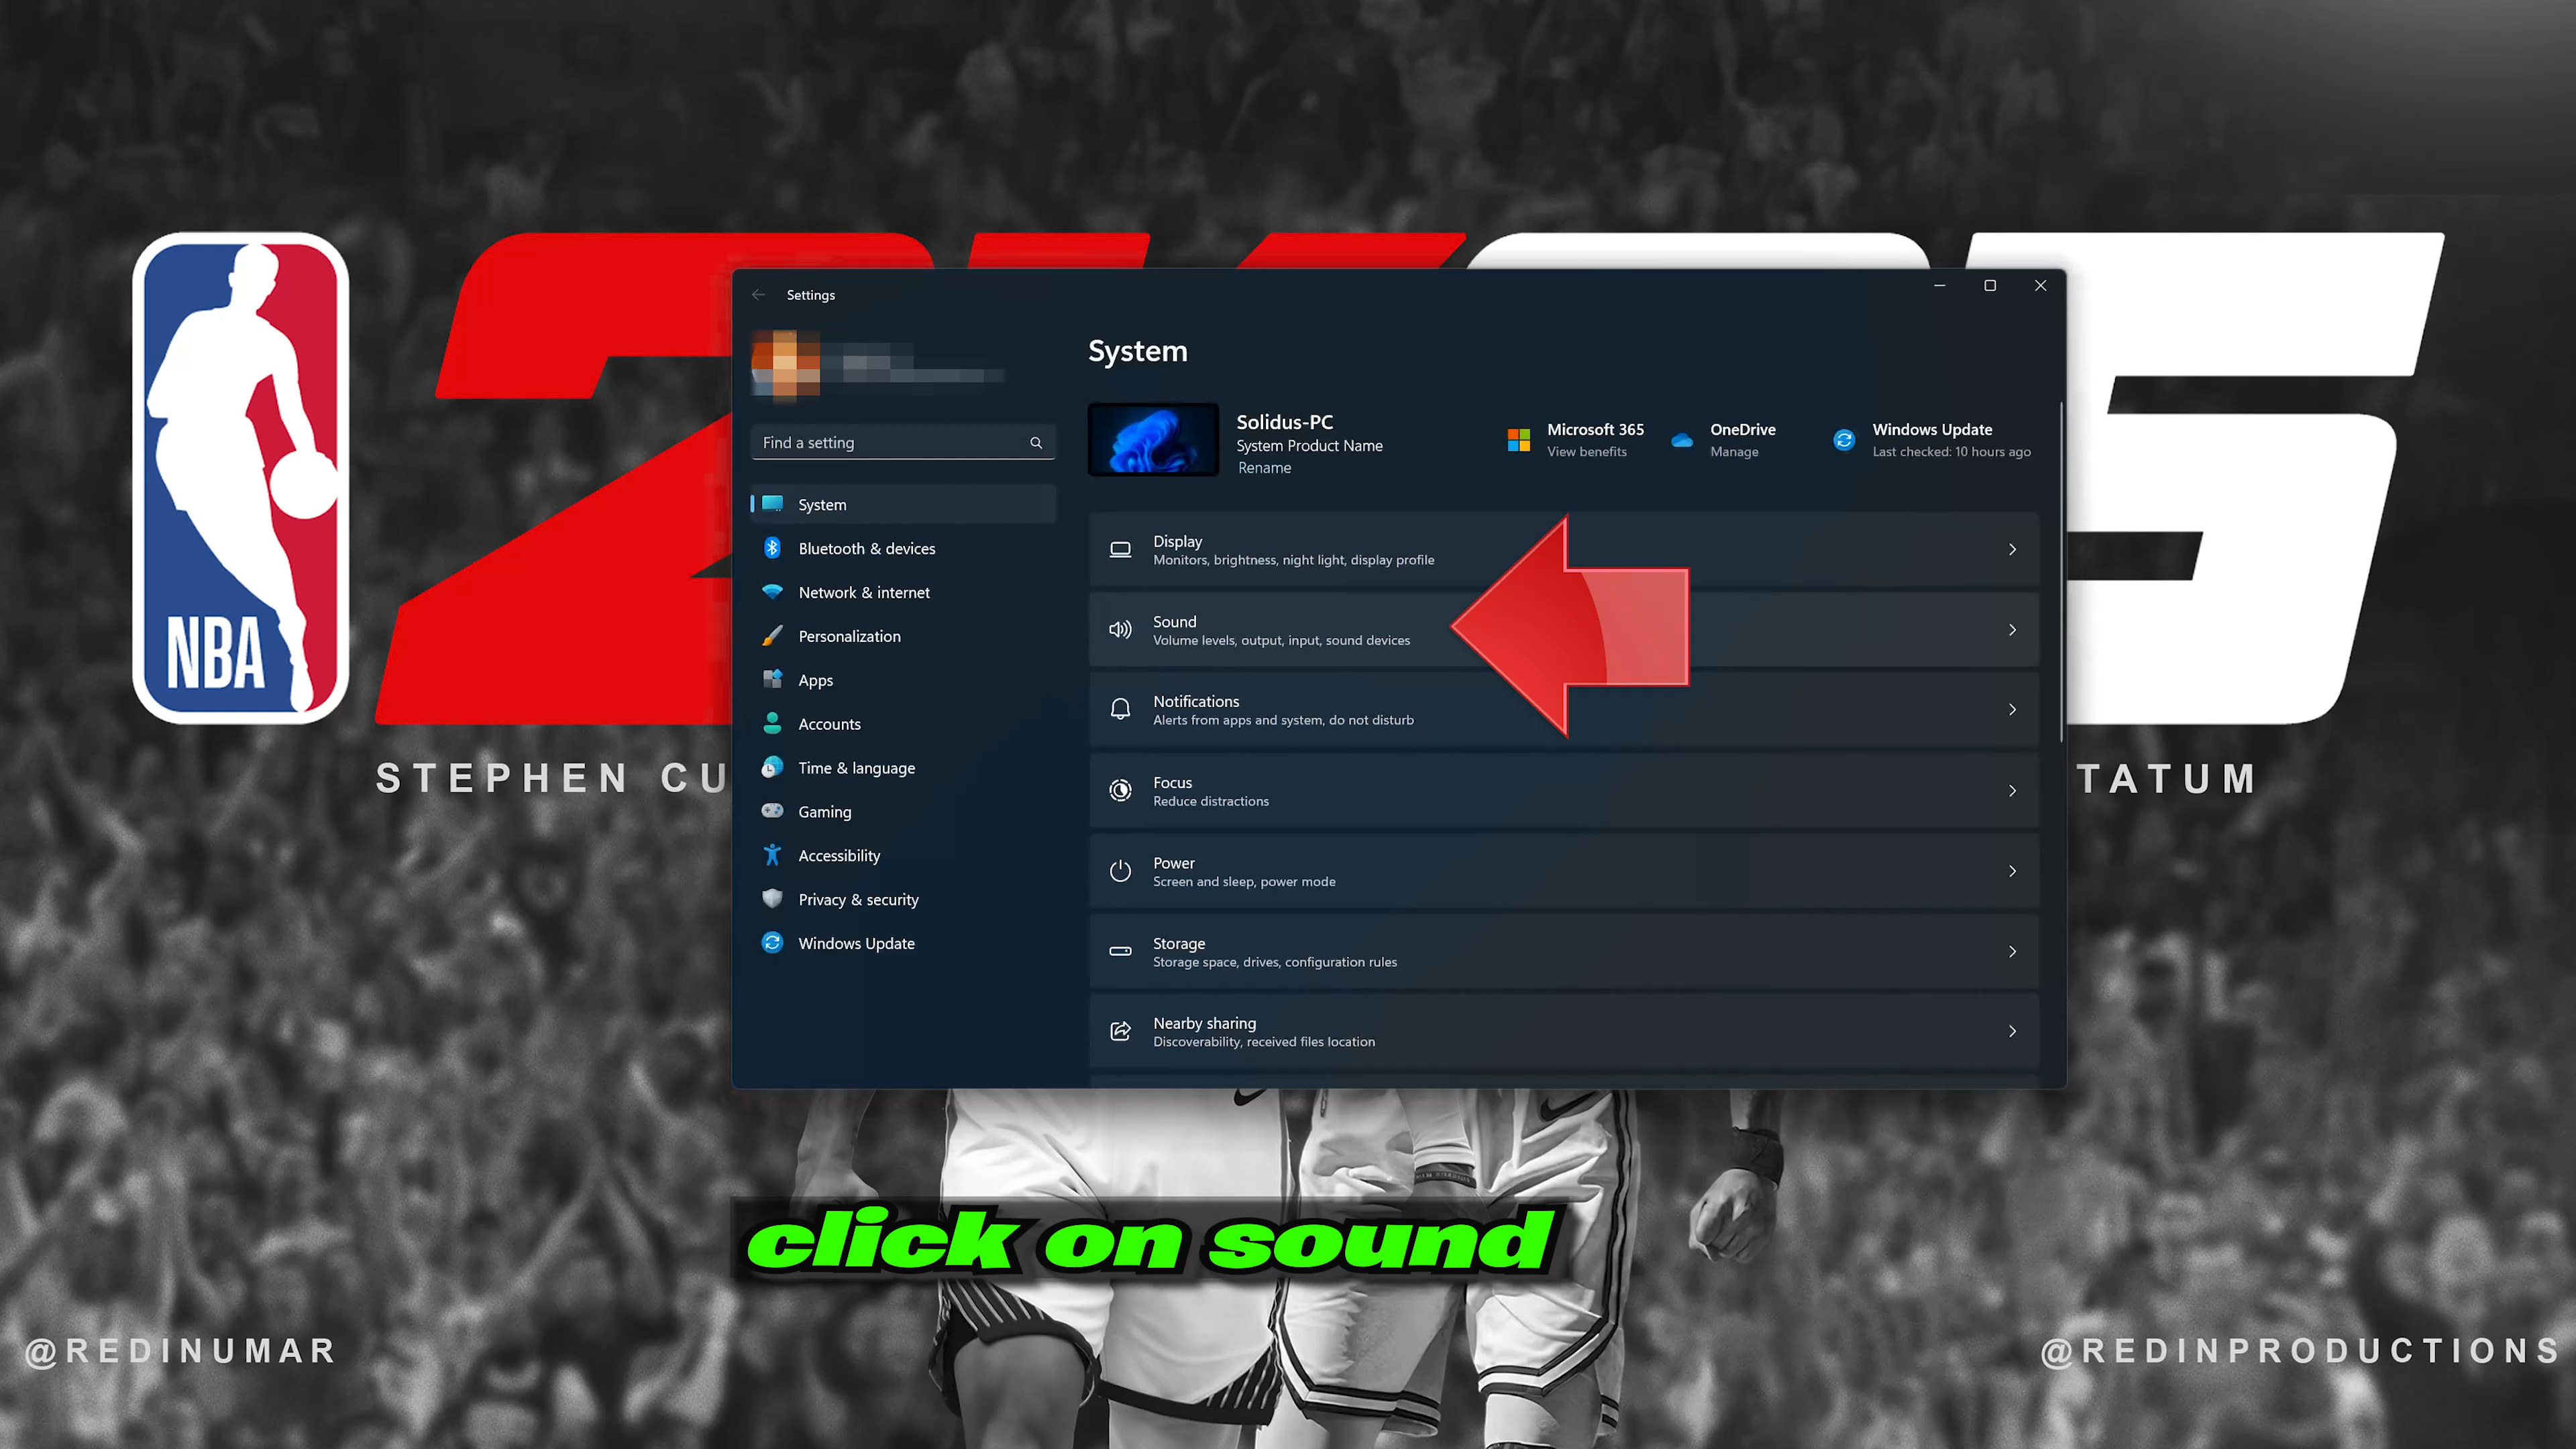 NBA
STEPHEN CU
TATUM
Settings
Find a setting
System
Bluetooth & devices
Network & internet
Personalization
Apps
Accounts
Time & language
Gaming
Accessibility
Privacy & security
Windows Update
System
Solidus-PC
System Product Name
Rename
Microsoft 365
View benefits
OneDrive
Manage
Windows Update
Last checked: 10 hours ago
Display
Monitors, brightness, night light, display profile
Sound
Volume levels, output, input, sound devices
Notifications
Alerts from apps and system, do not disturb
Focus
Reduce distractions
Power
Screen and sleep, power mode
Storage
Storage space, drives, configuration rules
Nearby sharing
Discoverability, received files location
click on sound
@REDINUMAR
@REDINPRODUCTIONS